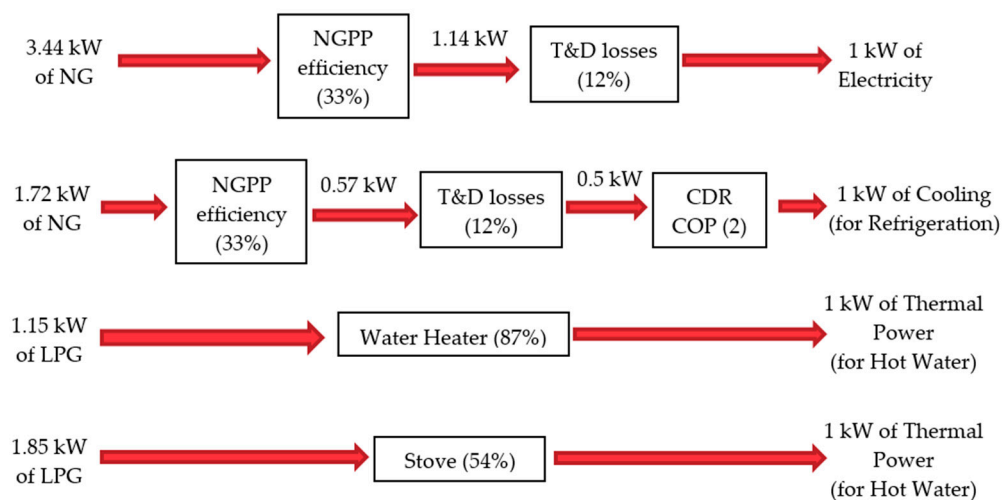 3.44 kW
of NG
NGPP
efficiency
(33%)
1.14 kW
T&D losses
(12%)
1 kW of
Electricity
1.72 kW
of NG
NGPP
efficiency
(33%)
0.57 kW
T&D losses
(12%)
0.5 kW
CDR
COP (2)
1 kW of Cooling
(for Refrigeration)
1.15 kW
of LPG
Water Heater (87%)
1 kW of Thermal
Power
(for Hot Water)
1.85 kW
of LPG
Stove (54%)
1 kW of Thermal
Power
(for Hot Water)